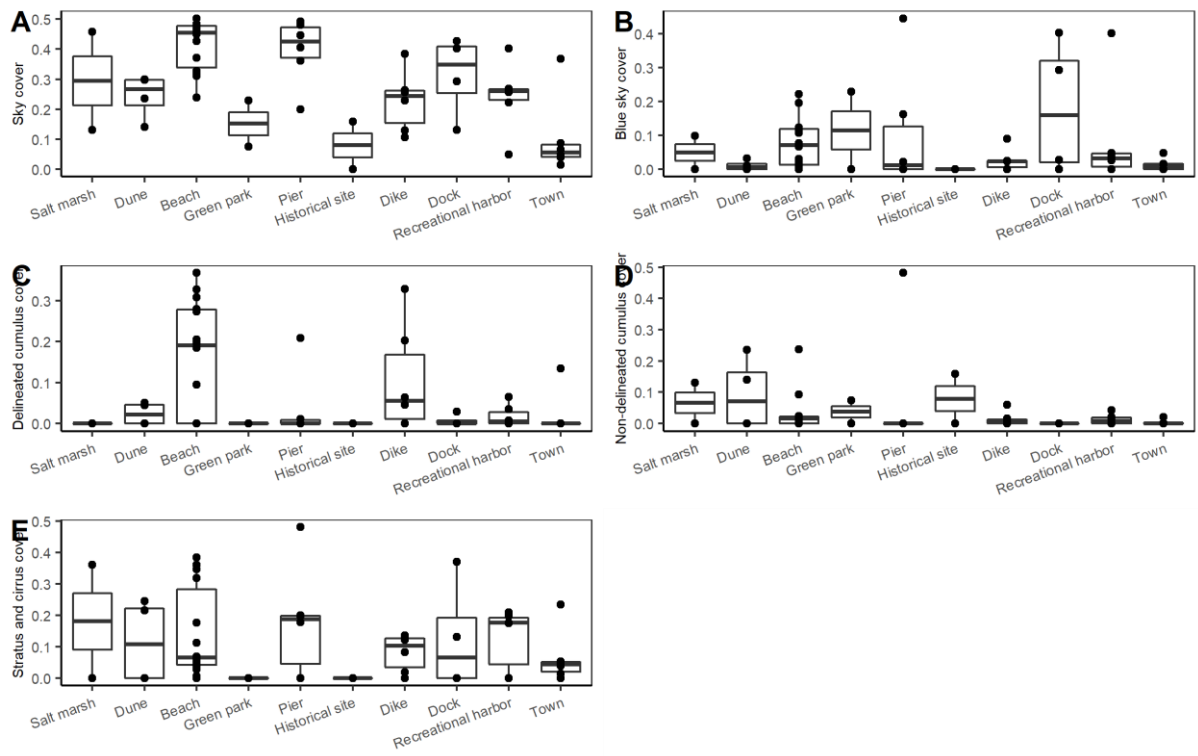 A
B
Sky cover
0.5
0.4
0.3
0.2
0.1
0.0
Salt marsh
Dune
Beach
Green park
Pier
Historical site
Dike
Dock
Recreational harbor
Town
Blue sky cover
0.4
0.3
0.2
0.1
0.0
Salt marsh
Dune
Beach
Green park
Pier
Historical site
Dike
Dock
Recreational harbor
Town
C
D
Delineated cumulus cover
0.3
0.2
0.1
0.0
Salt marsh
Dune
Beach
Green park
Pier
Historical site
Dike
Dock
Recreational harbor
Town
Non-delineated cumulus cover
0.5
0.4
0.3
0.2
0.1
0.0
Salt marsh
Dune
Beach
Green park
Pier
Historical site
Dike
Dock
Recreational harbor
Town
E
Stratus and cirrus cover
0.5
0.4
0.3
0.2
0.1
0.0
Salt marsh
Dune
Beach
Green park
Pier
Historical site
Dike
Dock
Recreational harbor
Town